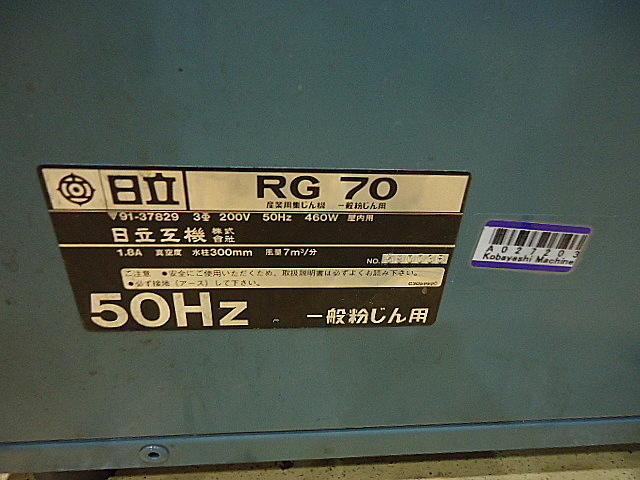 日立 RG 70
産業用集じん機 一般粉じん用
▼91-37829 3Φ 200V 50Hz 460W 屋内用
日立互機 株式會社
1.8A 真空度 水柱300mm 風量7m³/分
NO.
ご注意 ●安全にご使用いただくため、取扱説明書は必ずよくお読み下さい。
●必ず接地(アース)して下さい。
50Hz 一般粉じん用
A027203
Kobayashi Machine